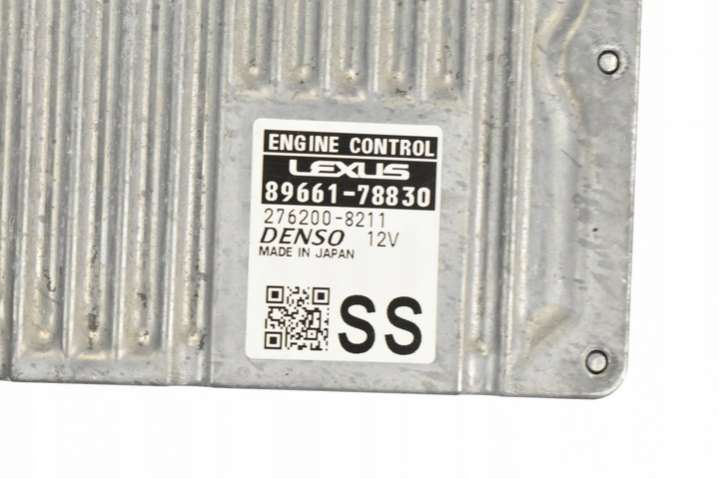 ENGINE CONTROL
LEXUS
89661-78830
276200-8211
DENSO 12V
MADE IN JAPAN
SS